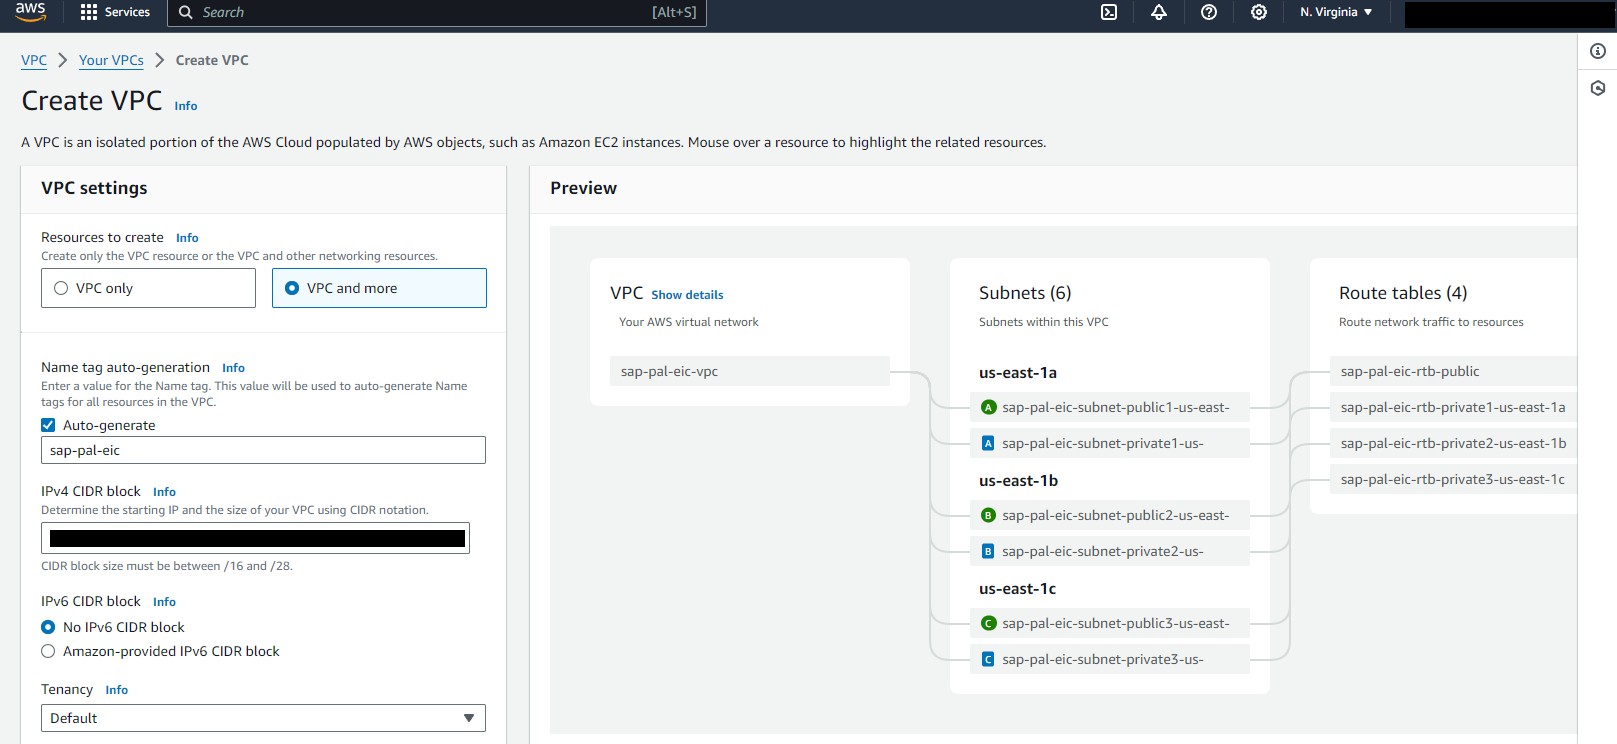 aws
Services
Search
[Alt+S]
N. Virginia
VPC
Your VPCs
Create VPC
Create VPC Info
A VPC is an isolated portion of the AWS Cloud populated by AWS objects, such as Amazon EC2 instances. Mouse over a resource to highlight the related resources.
VPC settings
Resources to create Info
Create only the VPC resource or the VPC and other networking resources.
VPC only
VPC and more
Name tag auto-generation Info
Enter a value for the Name tag. This value will be used to auto-generate Name
tags for all resources in the VPC.
Auto-generate
sap-pal-eic
IPv4 CIDR block Info
Determine the starting IP and the size of your VPC using CIDR notation.
CIDR block size must be between /16 and /28.
IPv6 CIDR block Info
No IPv6 CIDR block
Amazon-provided IPv6 CIDR block
Tenancy Info
Default
Preview
VPC Show details
Your AWS virtual network
sap-pal-eic-vpc
Subnets (6)
Subnets within this VPC
us-east-1a
A sap-pal-eic-subnet-public1-us-east-
A sap-pal-eic-subnet-private1-us-
us-east-1b
B sap-pal-eic-subnet-public2-us-east-
B sap-pal-eic-subnet-private2-us-
us-east-1c
C sap-pal-eic-subnet-public3-us-east-
C sap-pal-eic-subnet-private3-us-
Route tables (4)
Route network traffic to resources
sap-pal-eic-rtb-public
sap-pal-eic-rtb-private1-us-east-1a
sap-pal-eic-rtb-private2-us-east-1b
sap-pal-eic-rtb-private3-us-east-1c